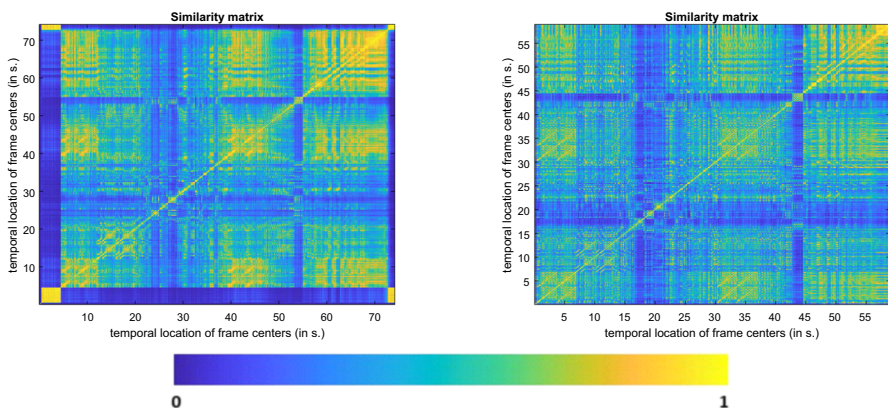 Similarity matrix
temporal location of frame centers (in s.)
70
60
50
40
30
20
10
10 20 30 40 50 60 70
temporal location of frame centers (in s.)
Similarity matrix
temporal location of frame centers (in s.)
55
50
45
40
35
30
25
20
15
10
5
5 10 15 20 25 30 35 40 45 50 55
temporal location of frame centers (in s.)
0 1